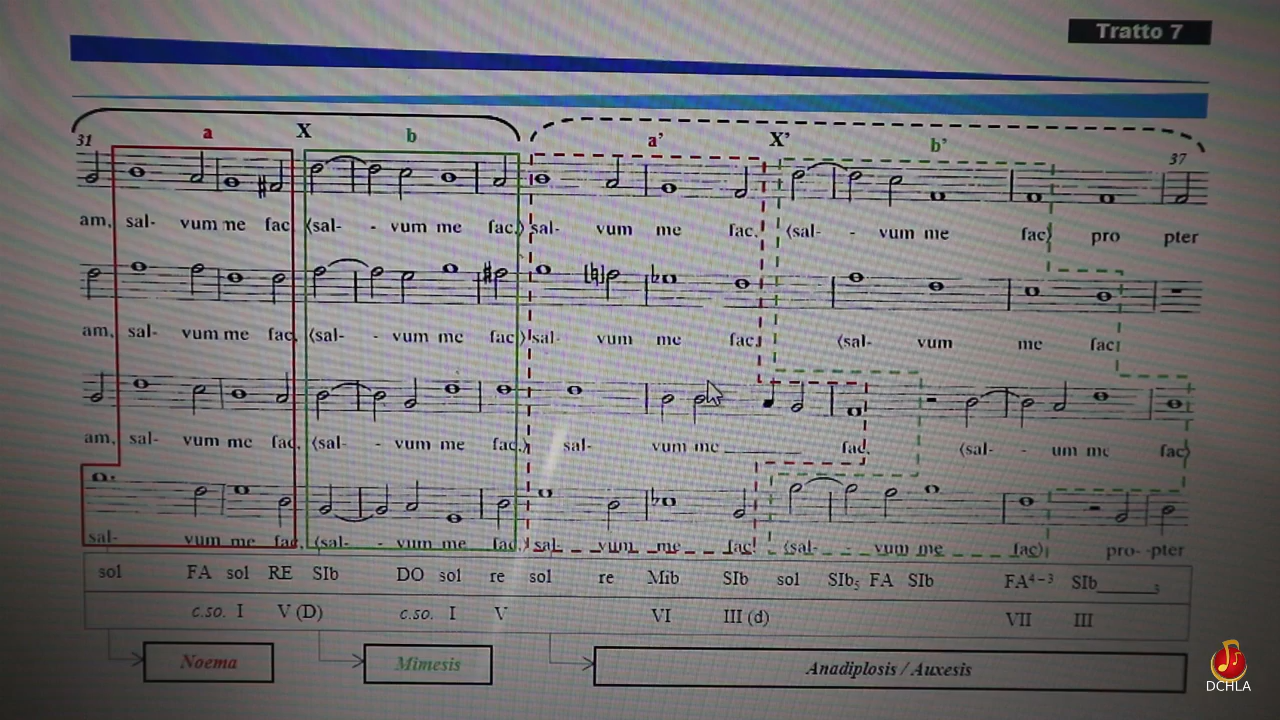 Tratto 7
a X b a’ X’ b’
31 37
am, sal- vum me fac, (sal- - vum me fac,) sal- vum me fac, (sal- - vum me fac) pro pter
am, sal- vum me fac, (sal- - vum me fac,) sal- vum me fac, (sal- vum me fac
am, sal- vum me fac, (sal- - vum me fac,) sal- vum me fac, (sal- - um me fac)
sal- vum me fac, (sal- - vum me fac,) sal- vum me fac, (sal- - vum me fac) pro- -pter
sol FA sol RE SIb DO sol re sol re Mib SIb sol SIb5 FA SIb FA4–3 SIb 3
c.so. I V (D) c.so. I V VI III (d) VII III
Noema Mimesis Anadiplosis / Auxesis
DCHLA